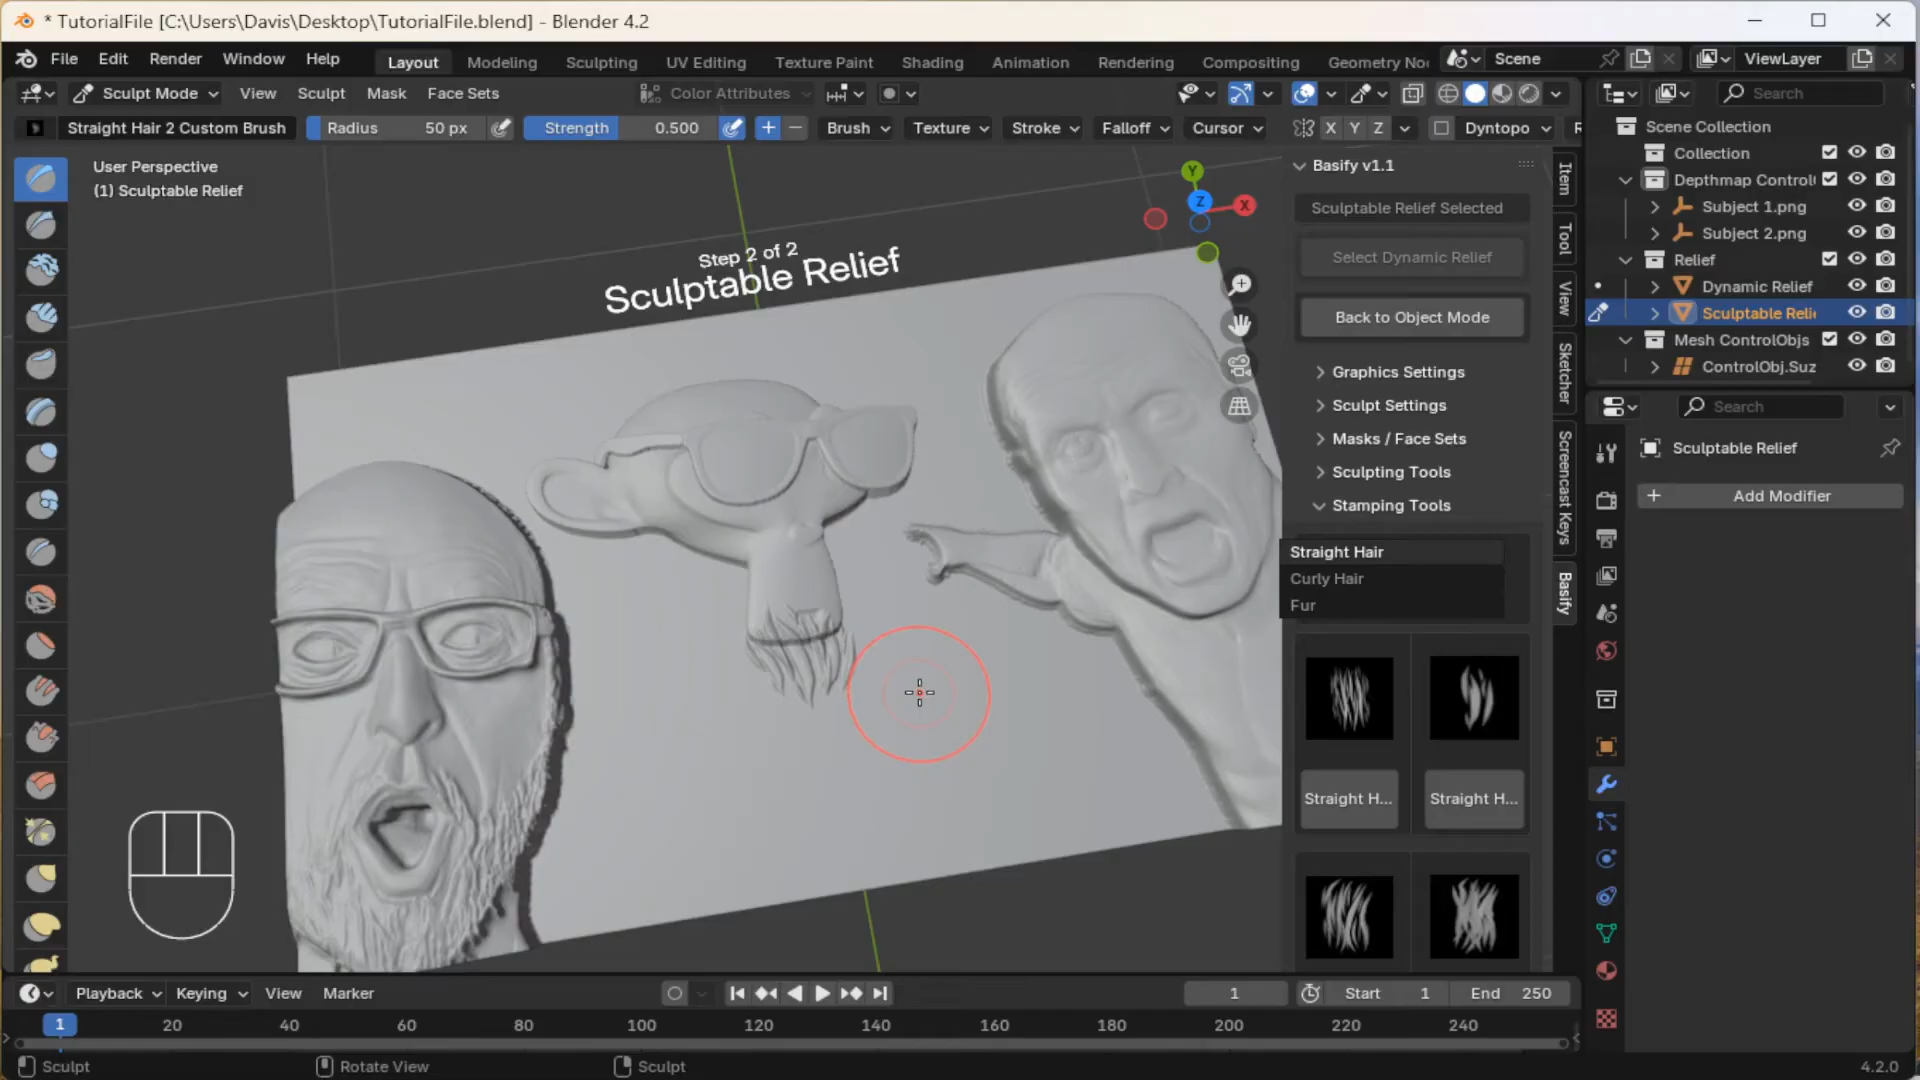 * TutorialFile [C:\Users\Davis\Desktop\TutorialFile.blend] - Blender 4.2
File Edit Render Window Help Layout Modeling Sculpting UV Editing Texture Paint Shading Animation Rendering Compositing Geometry No Scene ViewLayer
Sculpt Mode View Sculpt Mask Face Sets Color Attributes Search
Straight Hair 2 Custom Brush Radius 50 px Strength 0.500 + − Brush Texture Stroke Falloff Cursor X Y Z Dyntopo R
User Perspective
(1) Sculptable Relief
Step 2 of 2
Sculptable Relief
Y
Z
X
Basify v1.1
Sculptable Relief Selected
Select Dynamic Relief
Back to Object Mode
Graphics Settings
Sculpt Settings
Masks / Face Sets
Sculpting Tools
Stamping Tools
Straight Hair
Curly Hair
Fur
Straight H... Straight H...
Item
Tool
View
Sketcher
Screencast Keys
Basify
Scene Collection
Collection
Depthmap Control
Subject 1.png
Subject 2.png
Relief
Dynamic Relief
Sculptable Reli
Mesh ControlObjs
ControlObj.Suz
Search
Sculptable Relief
+ Add Modifier
Playback Keying View Marker 1 Start 1 End 250
1 20 40 60 80 100 120 140 160 180 200 220 240
Sculpt Rotate View Sculpt 4.2.0